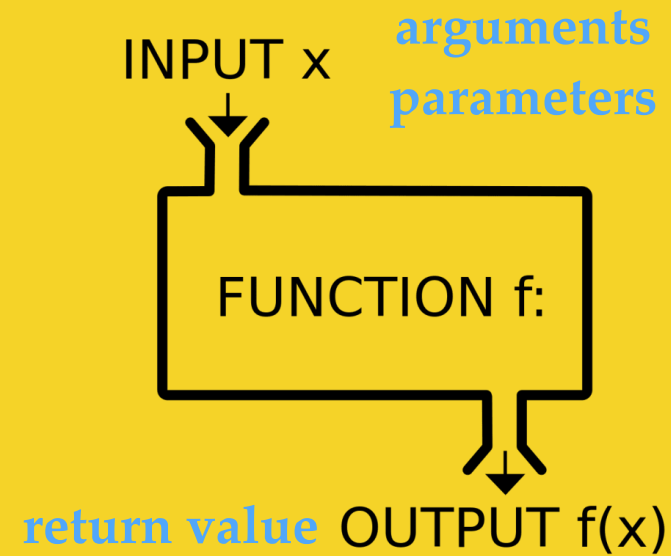 arguments
INPUT x
parameters
FUNCTION f:
return value OUTPUT f(x)